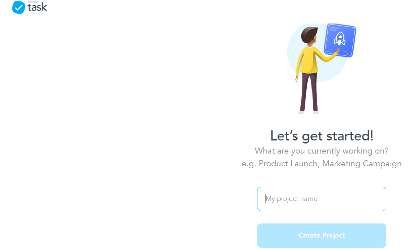 task
Let's get started!
What are you currently working on?
e.g. Product Launch, Marketing Campaign
My project name
Create Project